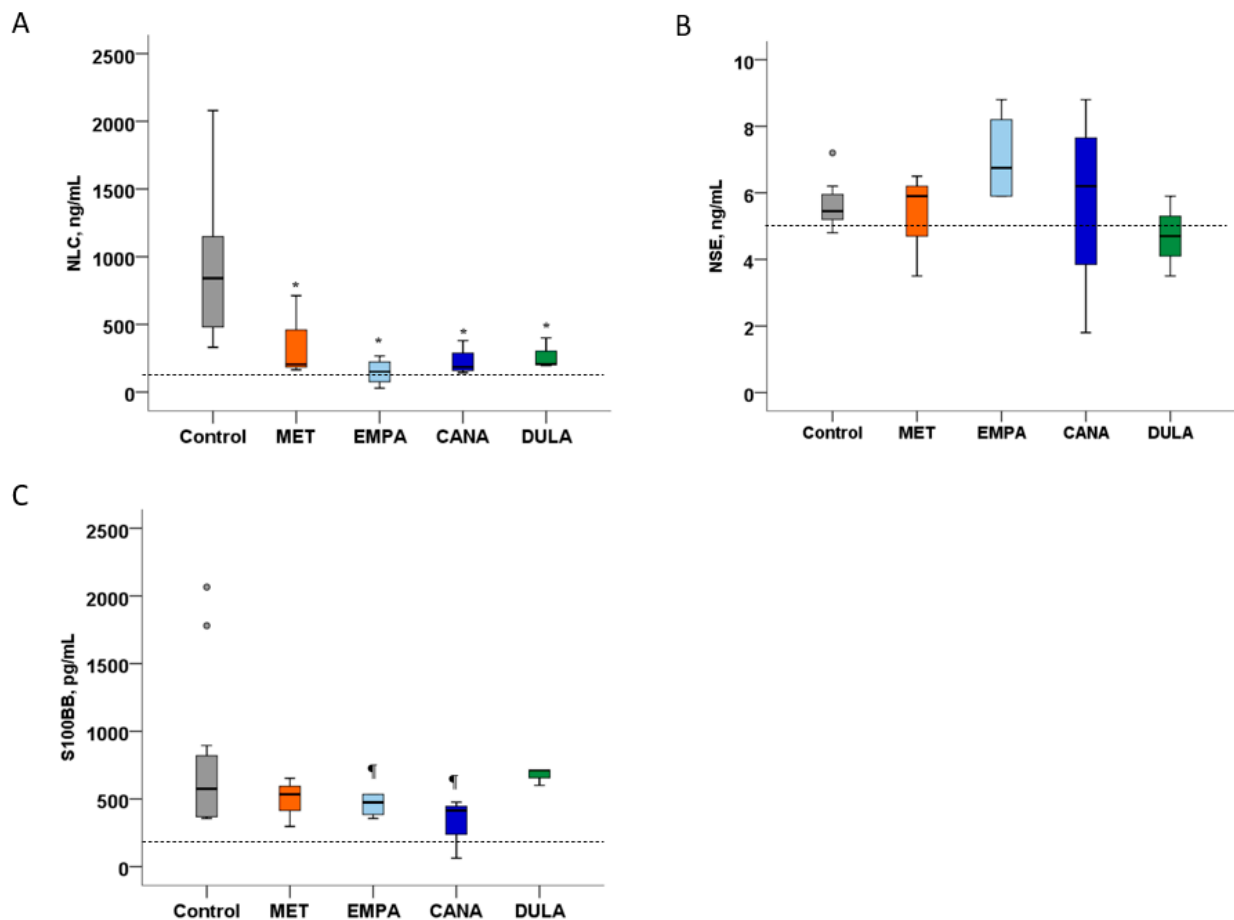 A
NLC, ng/mL
2500
2000
1500
1000
500
0
*
*
*
*
Control MET EMPA CANA DULA
B
NSE, ng/mL
10
8
6
4
2
0
Control MET EMPA CANA DULA
C
S100BB, pg/mL
2500
2000
1500
1000
500
0
¶
¶
Control MET EMPA CANA DULA